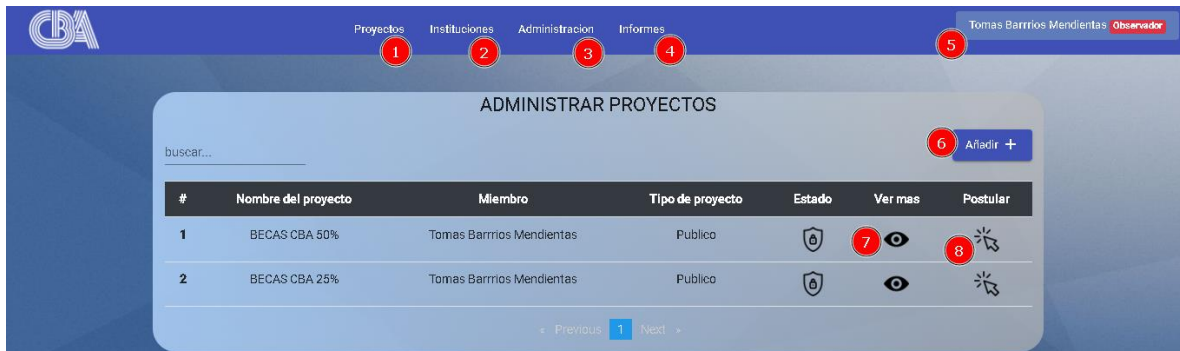 CBA
Proyectos Instituciones Administracion Informes Tomas Barrrios Mendientas Observador
1 2 3 4 5
ADMINISTRAR PROYECTOS
buscar... 6 Añadir +
# Nombre del proyecto Miembro Tipo de proyecto Estado Ver mas Postular
1 BECAS CBA 50% Tomas Barrrios Mendientas Publico 7 8
2 BECAS CBA 25% Tomas Barrrios Mendientas Publico
« Previous 1 Next »